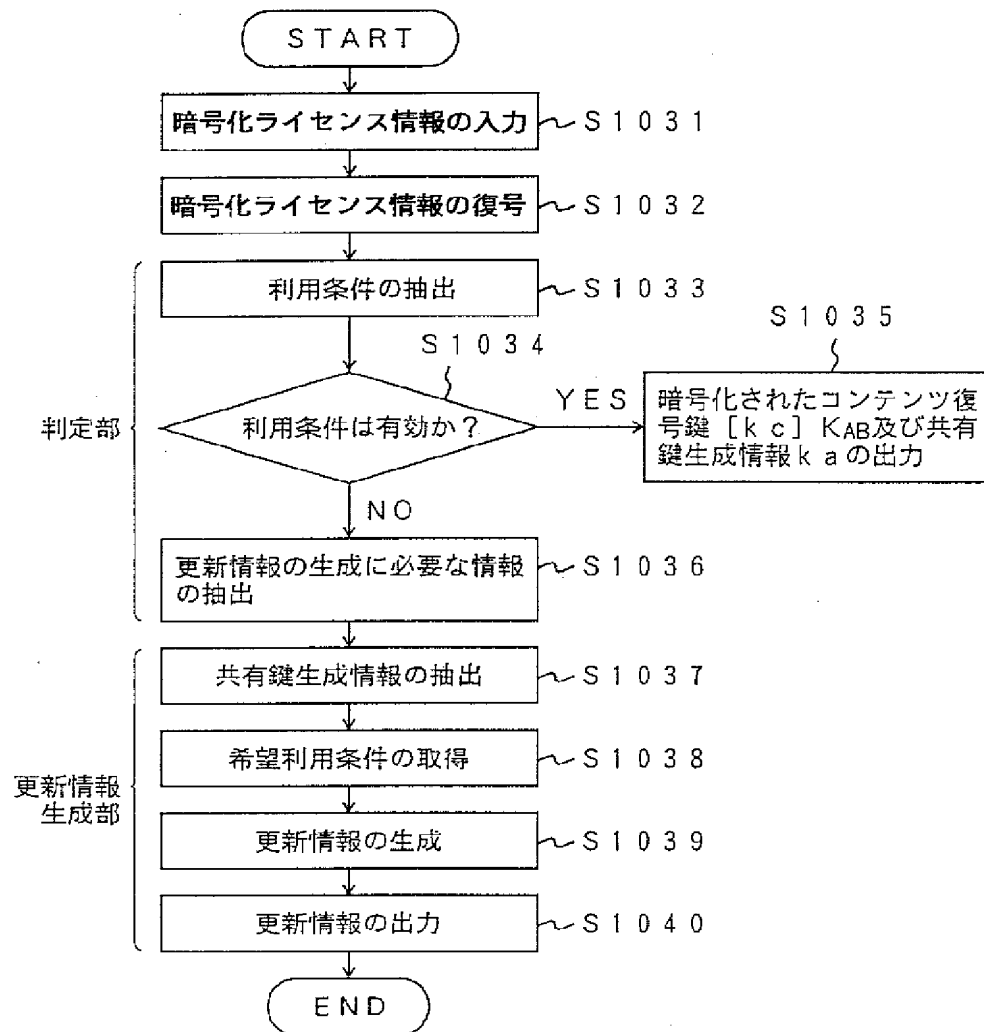 START
暗号化ライセンス情報の入力
S1031
暗号化ライセンス情報の復号
S1032
利用条件の抽出
S1033
S1034
利用条件は有効か？
YES
S1035
暗号化されたコンテンツ復
号鍵［kc］KAB及び共有
鍵生成情報kaの出力
判定部
NO
更新情報の生成に必要な情報
の抽出
S1036
共有鍵生成情報の抽出
S1037
希望利用条件の取得
S1038
更新情報
生成部
更新情報の生成
S1039
更新情報の出力
S1040
END